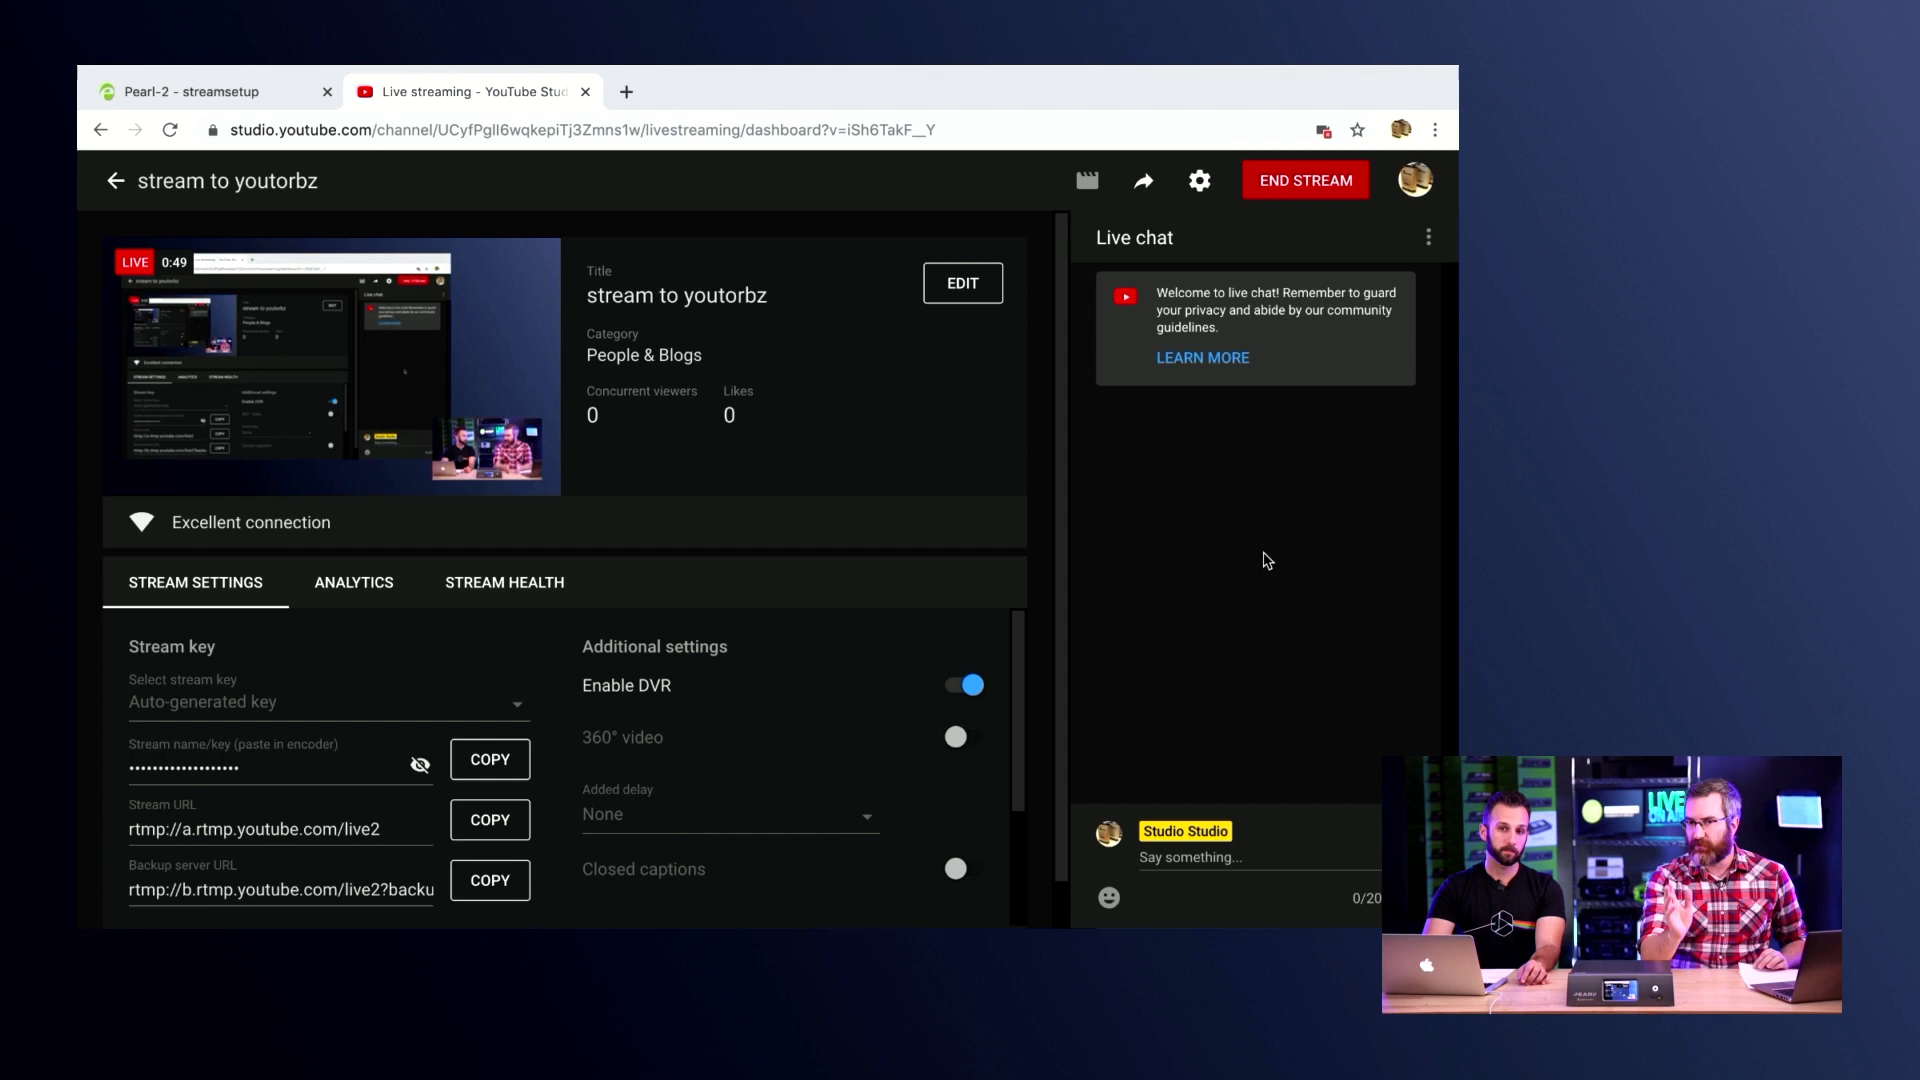 Pearl-2 - streamsetup
Live streaming - YouTube Stud
studio.youtube.com/channel/UCyfPglI6wqkepiTj3Zmns1w/livestreaming/dashboard?v=iSh6TakF__Y
stream to youtorbz
END STREAM
LIVE 0:49
Title
stream to youtorbz
EDIT
Category
People & Blogs
Concurrent viewers
Likes
0
0
Excellent connection
STREAM SETTINGS
ANALYTICS
STREAM HEALTH
Stream key
Select stream key
Auto-generated key
Stream name/key (paste in encoder)
•••••••••••••••••••
COPY
Stream URL
rtmp://a.rtmp.youtube.com/live2
COPY
Backup server URL
rtmp://b.rtmp.youtube.com/live2?backu
COPY
Additional settings
Enable DVR
360° video
Added delay
None
Closed captions
Live chat
Welcome to live chat! Remember to guard
your privacy and abide by our community
guidelines.
LEARN MORE
Studio Studio
Say something...
0/20
LIVE
ON AIR
PEARL